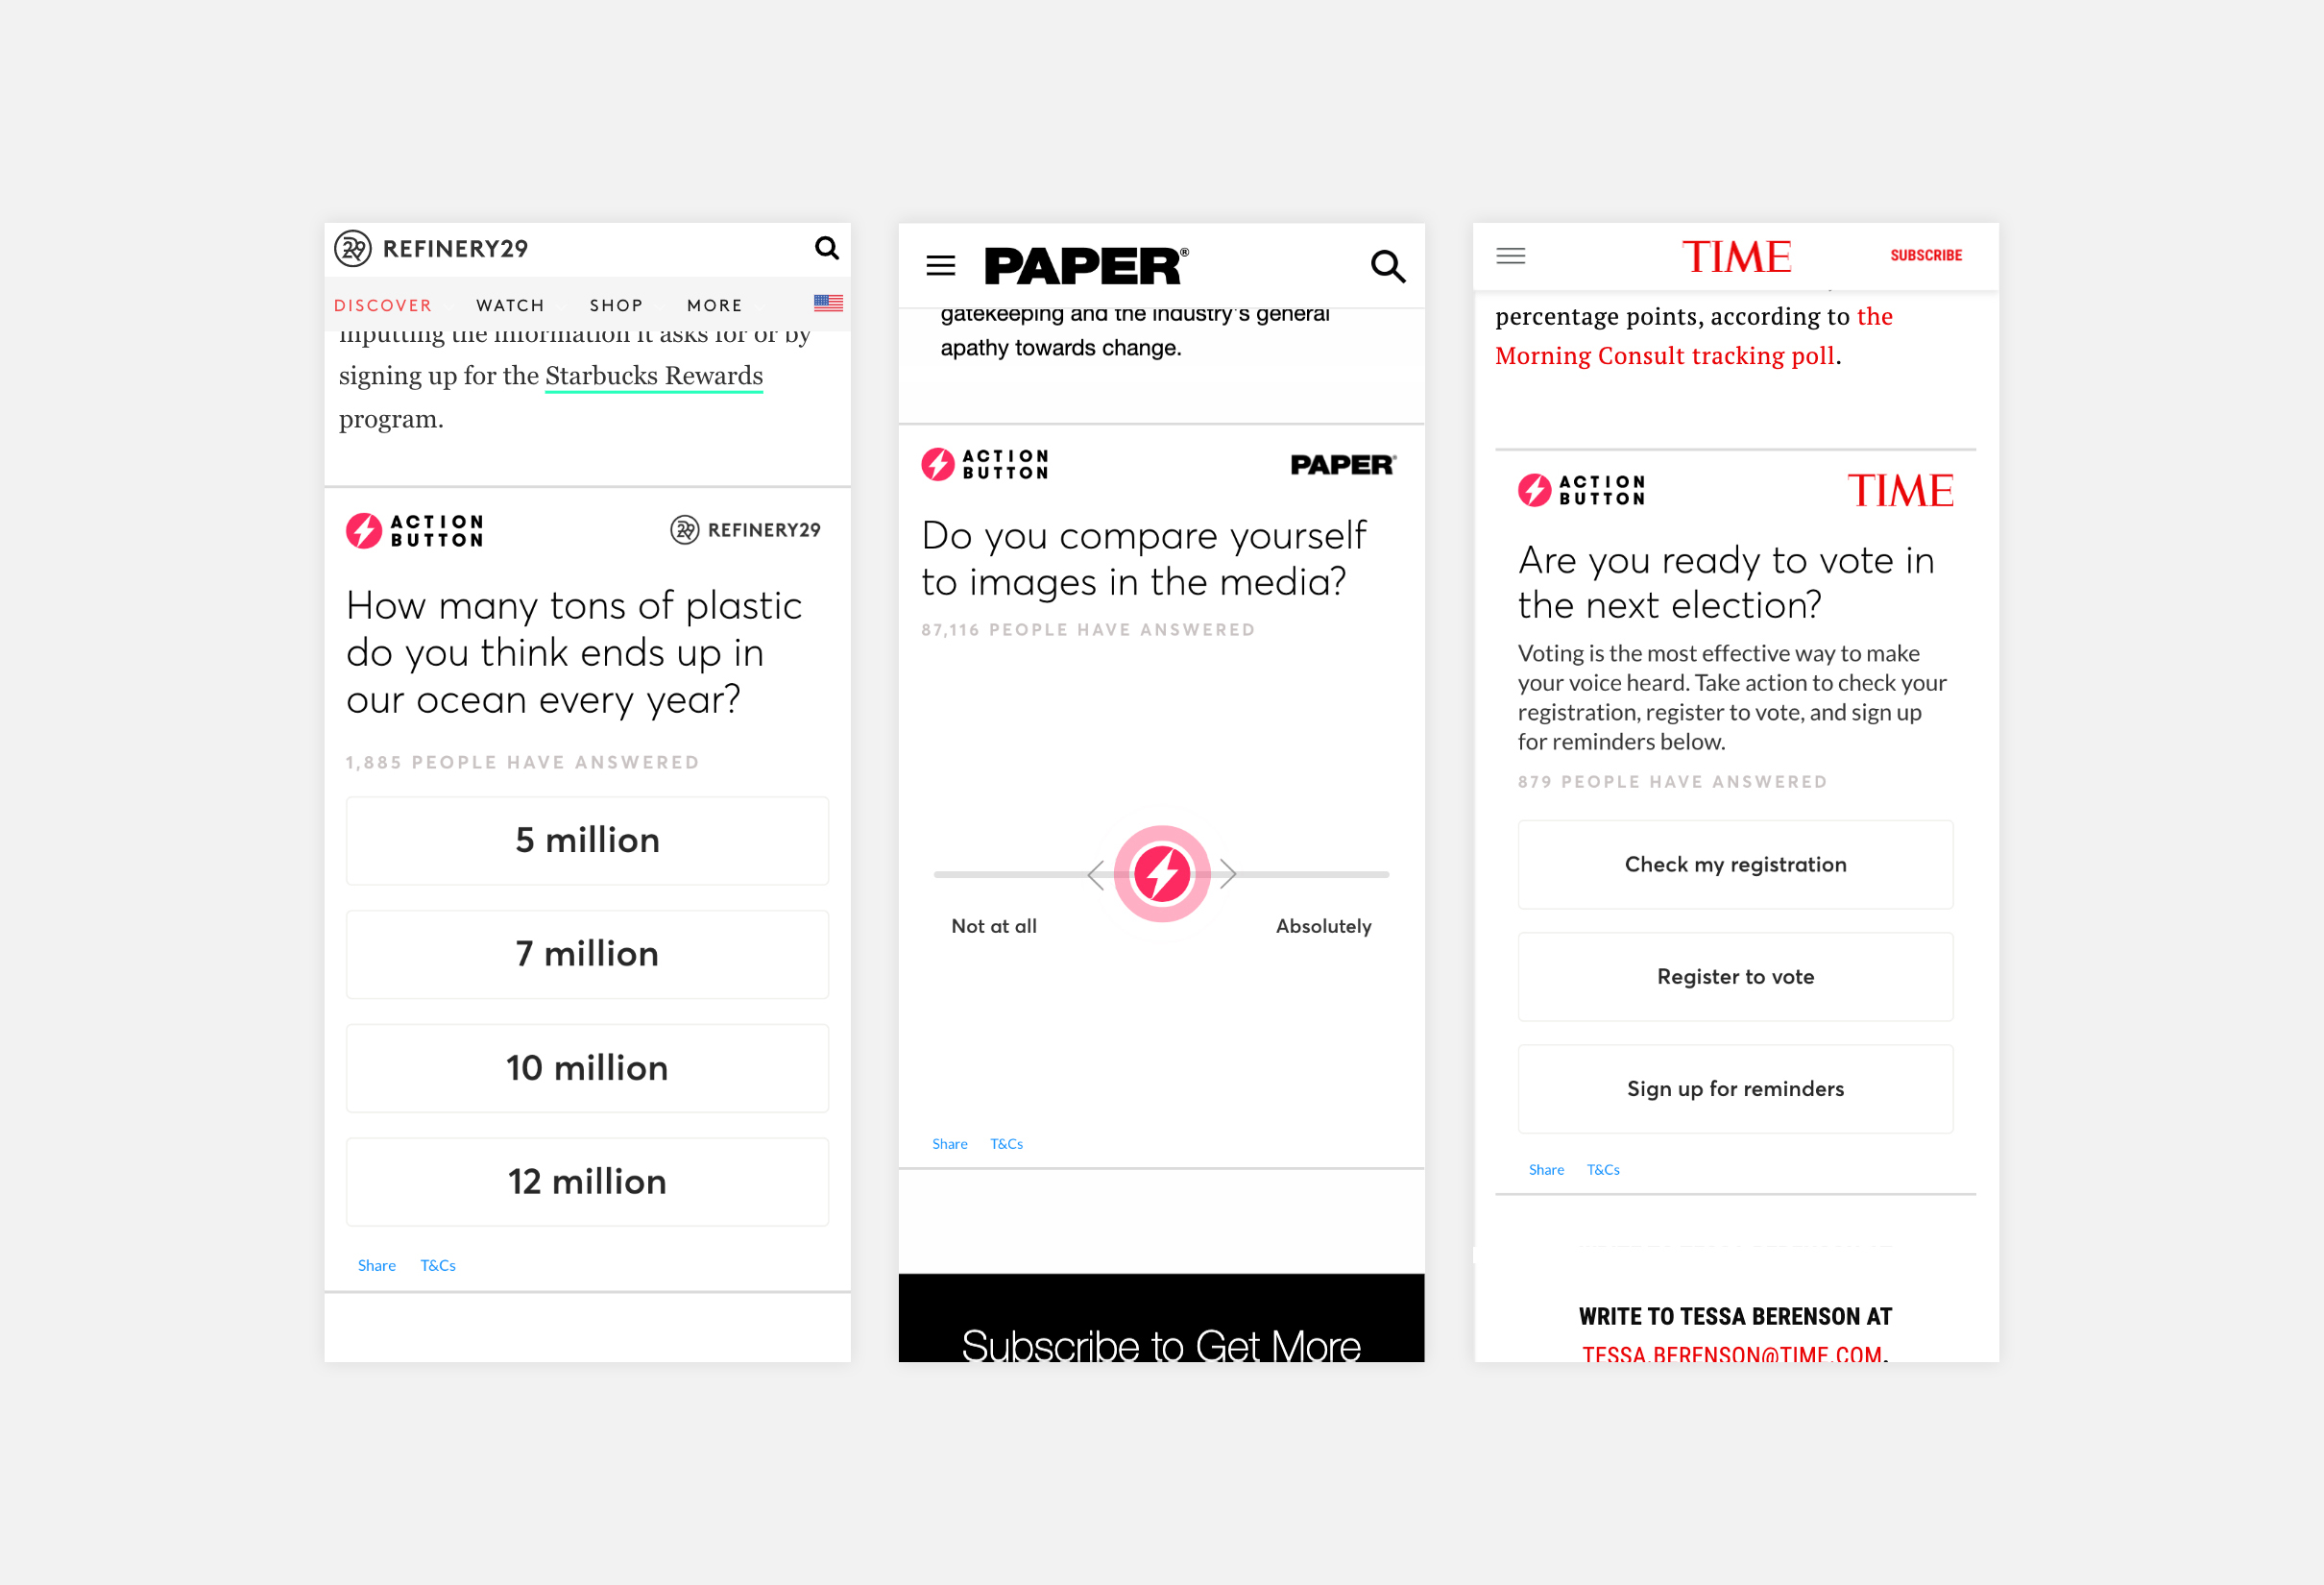 REFINERY29
DISCOVER WATCH SHOP MORE
inputting the information it asks for or by
signing up for the Starbucks Rewards
program.
ACTION
BUTTON
REFINERY29
How many tons of plastic
do you think ends up in
our ocean every year?
1,885 PEOPLE HAVE ANSWERED
5 million
7 million
10 million
12 million
Share T&Cs
PAPER®
gatekeeping and the industry's general
apathy towards change.
ACTION
BUTTON
PAPER®
Do you compare yourself
to images in the media?
87,116 PEOPLE HAVE ANSWERED
Not at all Absolutely
Share T&Cs
Subscribe to Get More
TIME SUBSCRIBE
percentage points, according to the
Morning Consult tracking poll.
ACTION
BUTTON
TIME
Are you ready to vote in
the next election?
Voting is the most effective way to make
your voice heard. Take action to check your
registration, register to vote, and sign up
for reminders below.
879 PEOPLE HAVE ANSWERED
Check my registration
Register to vote
Sign up for reminders
Share T&Cs
WRITE TO TESSA BERENSON AT
TESSA.BERENSON@TIME.COM.